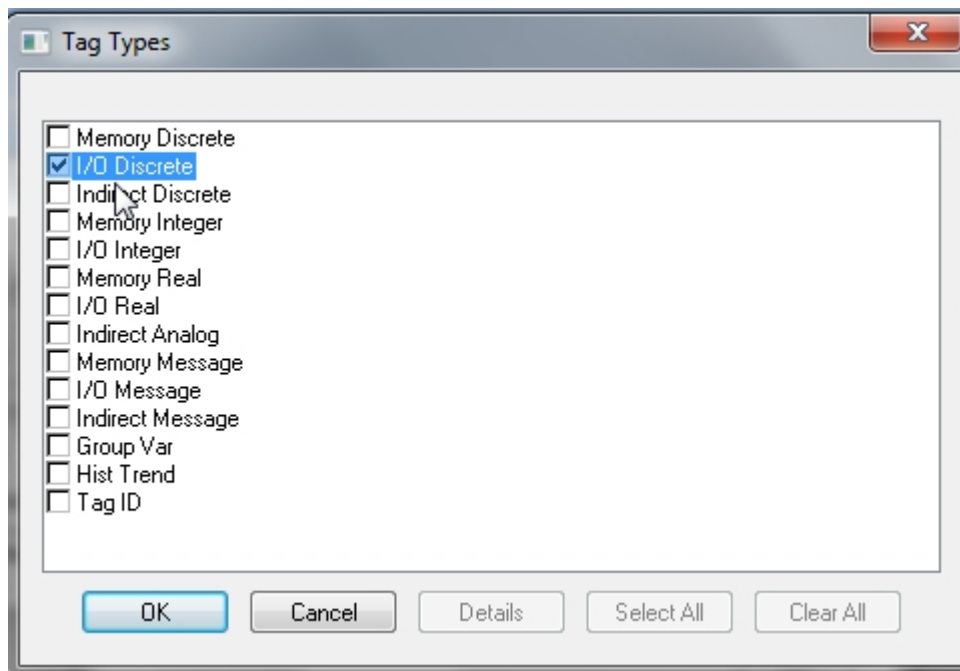 Tag Types
Memory Discrete
I/O Discrete
Indirect Discrete
Memory Integer
I/O Integer
Memory Real
I/O Real
Indirect Analog
Memory Message
I/O Message
Indirect Message
Group Var
Hist Trend
Tag ID
OK Cancel Details Select All Clear All